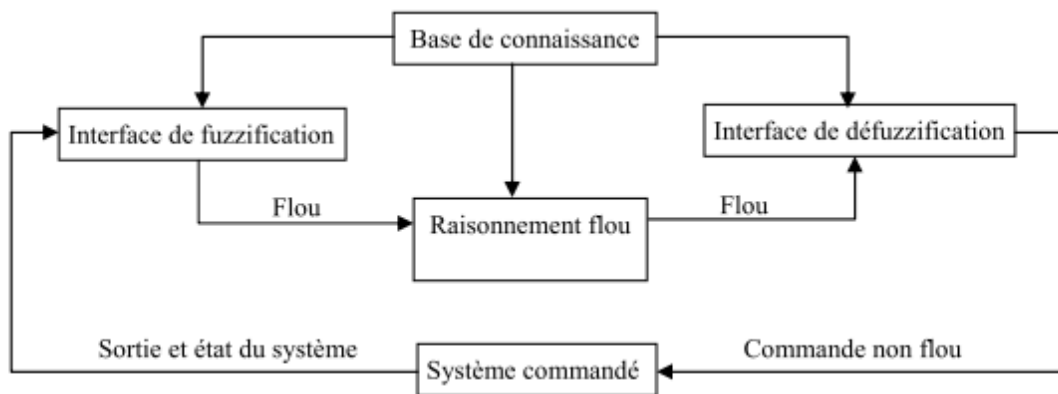 Base de connaissance
Interface de fuzzification
Interface de défuzzification
Flou
Flou
Raisonnement flou
Sortie et état du système
Commande non flou
Système commandé